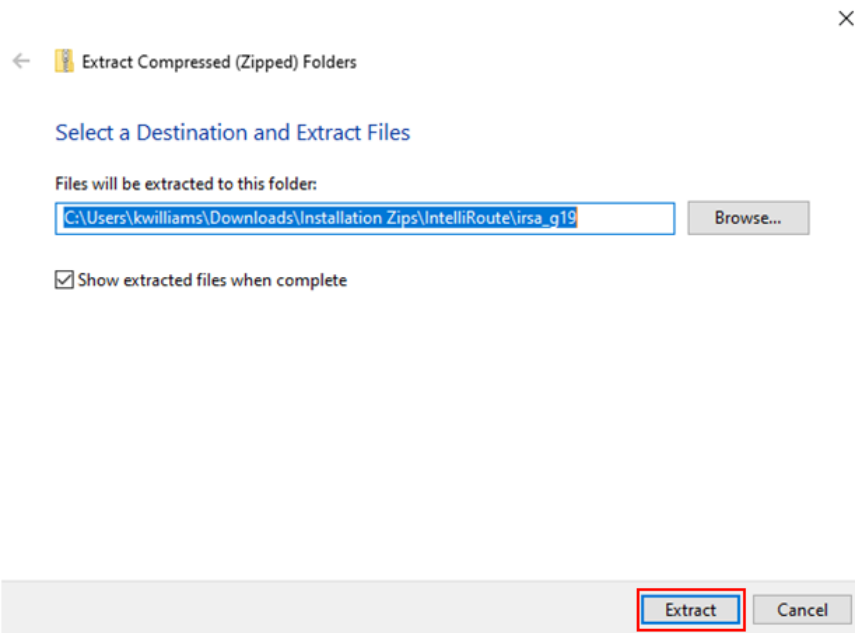 Extract Compressed (Zipped) Folders
Select a Destination and Extract Files
Files will be extracted to this folder:
C:\Users\kwilliams\Downloads\Installation Zips\IntelliRoute\irsa_g19
Browse...
Show extracted files when complete
Extract
Cancel